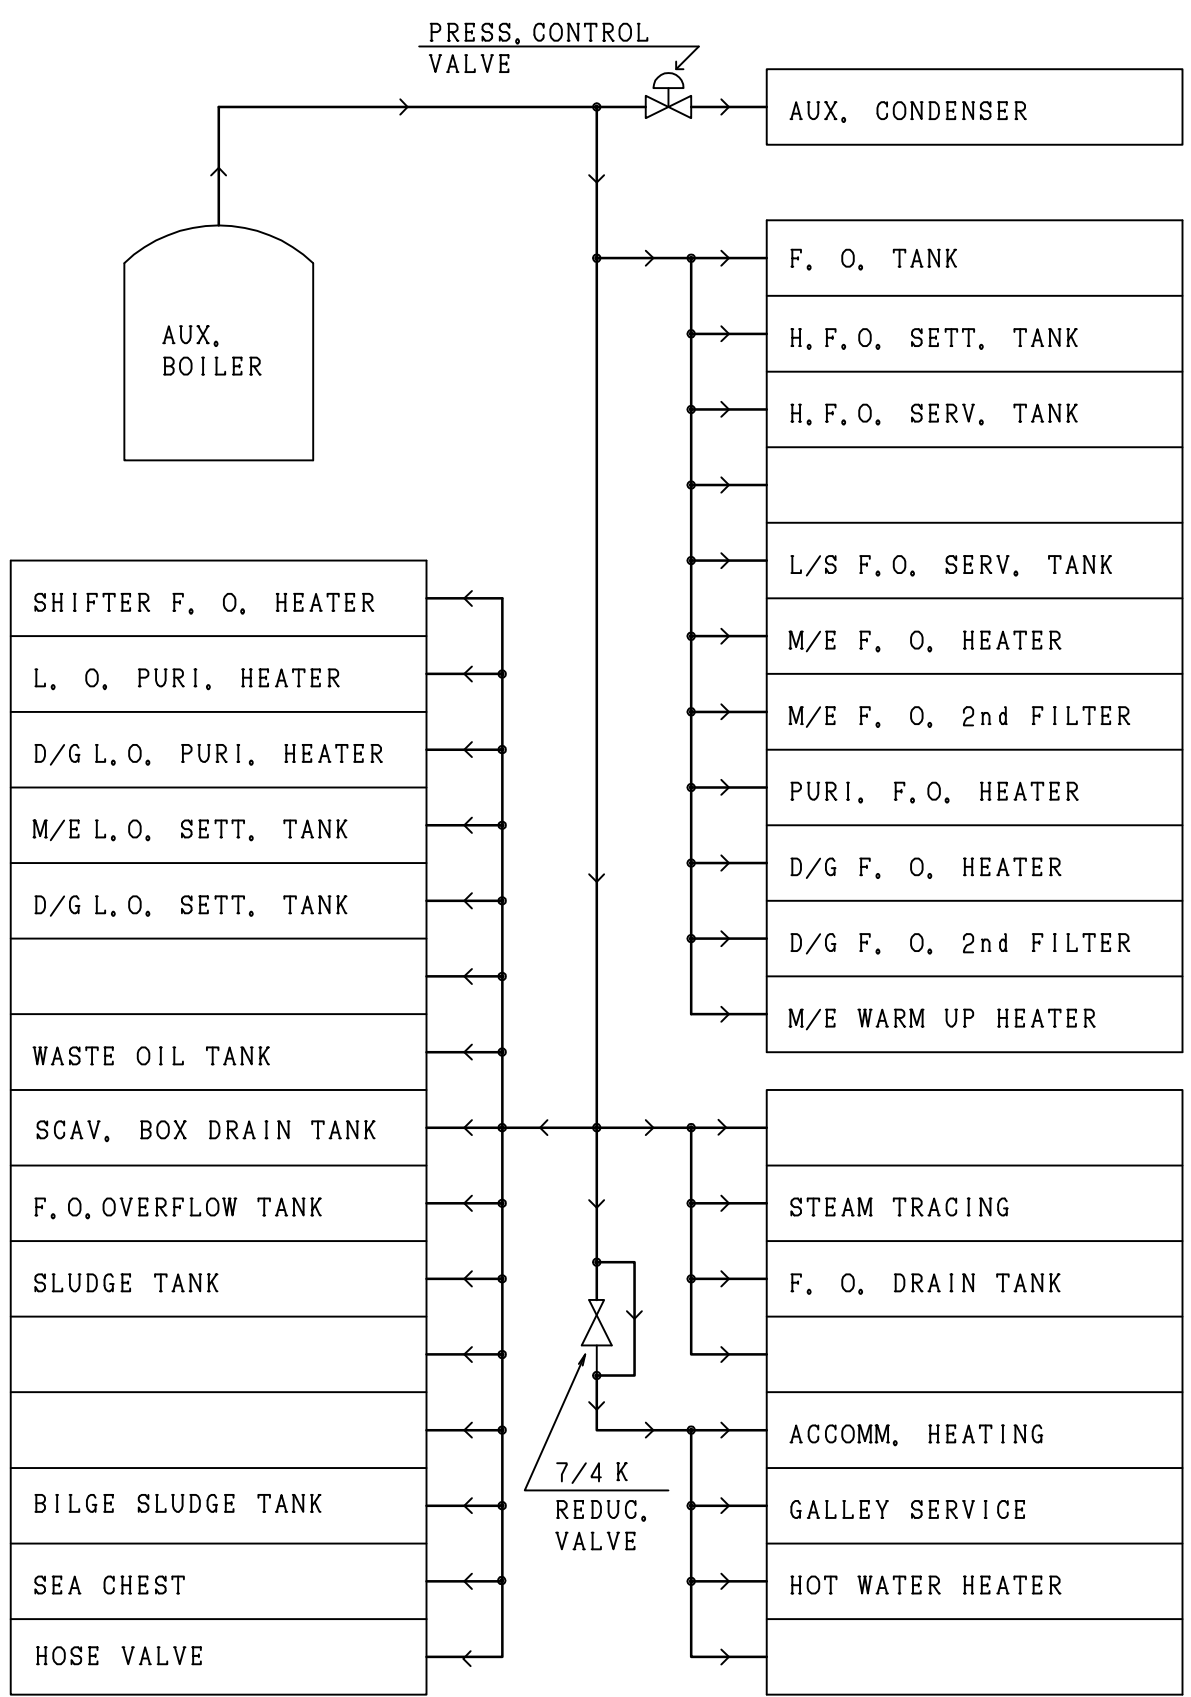 PRESS. CONTROL
VALVE
AUX. CONDENSER
AUX.
BOILER
F. O. TANK
H. F. O. SETT. TANK
H. F. O. SERV. TANK
L/S F. O. SERV. TANK
M/E F. O. HEATER
M/E F. O. 2nd FILTER
PURI. F. O. HEATER
D/G F. O. HEATER
D/G F. O. 2nd FILTER
M/E WARM UP HEATER
SHIFTER F. O. HEATER
L. O. PURI. HEATER
D/G L. O. PURI. HEATER
M/E L. O. SETT. TANK
D/G L. O. SETT. TANK
WASTE OIL TANK
SCAV. BOX DRAIN TANK
F. O. OVERFLOW TANK
SLUDGE TANK
BILGE SLUDGE TANK
SEA CHEST
HOSE VALVE
STEAM TRACING
F. O. DRAIN TANK
ACCOMM. HEATING
GALLEY SERVICE
HOT WATER HEATER
7/4 K
REDUC.
VALVE